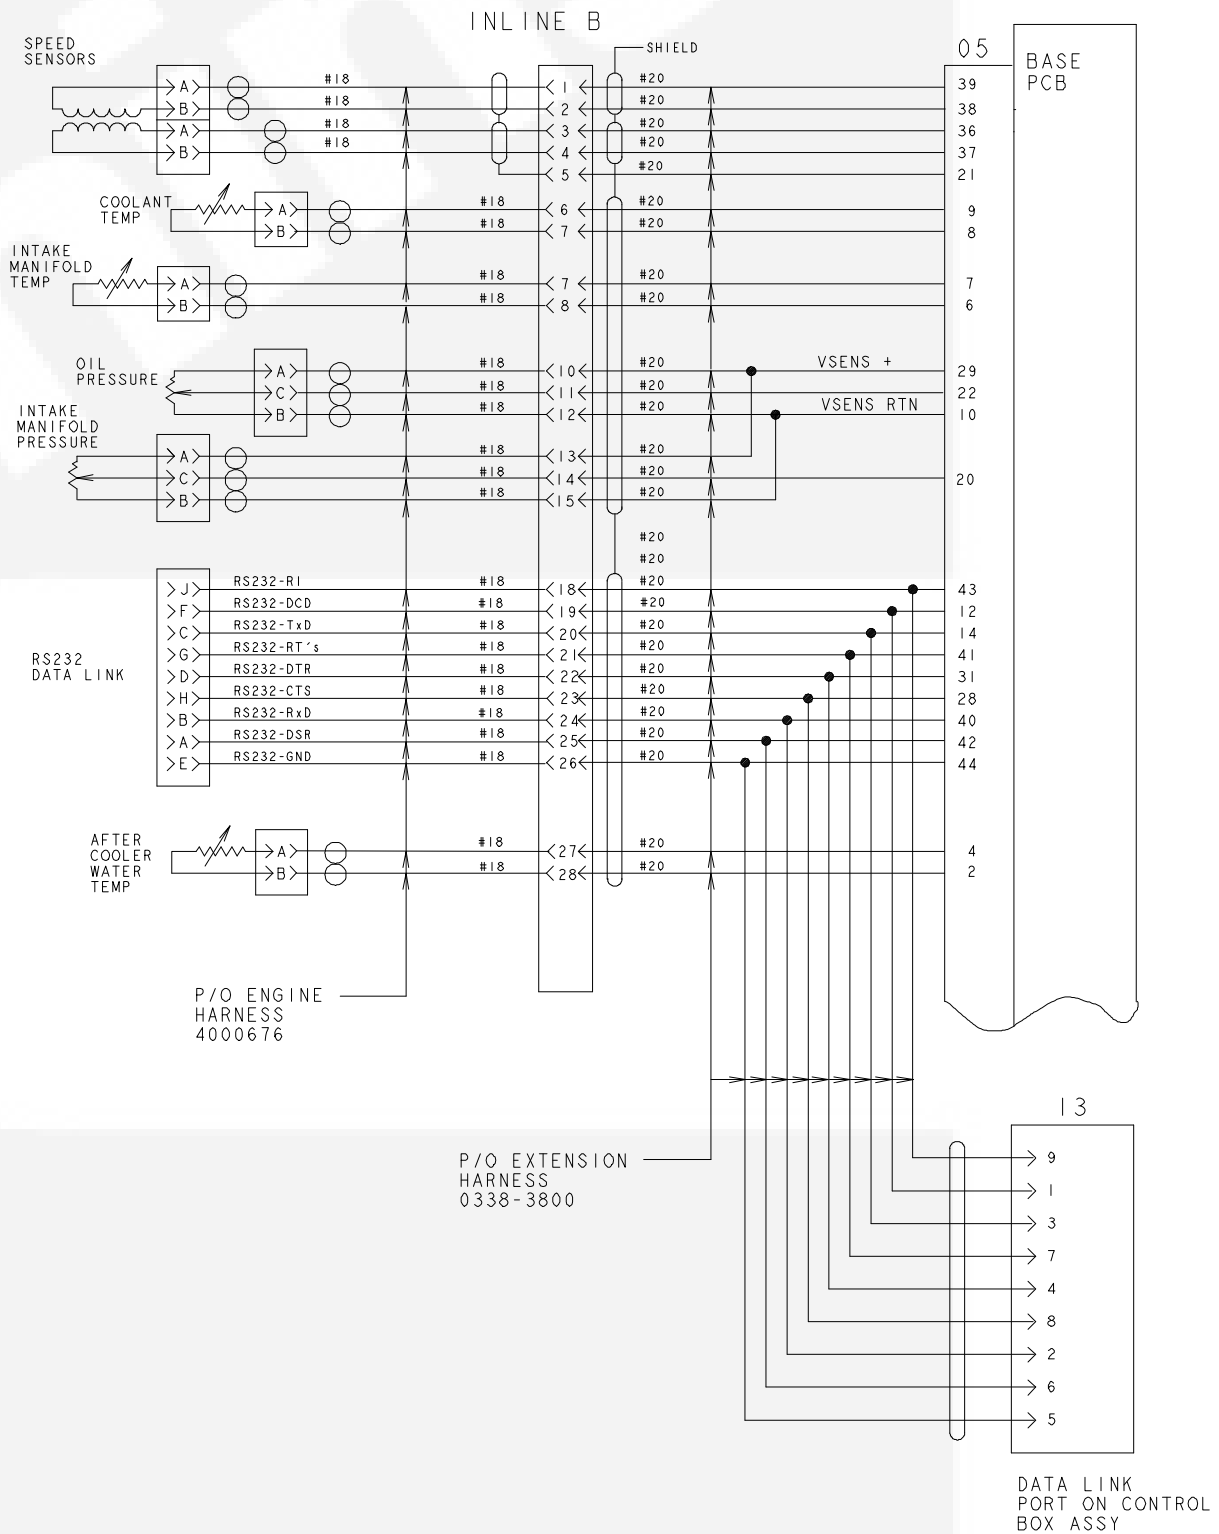 INLINE B
SPEED
SENSORS
SHIELD
05
BASE
PCB
A #18 1 #20 39
B #18 2 #20 38
A #18 3 #20 36
B #18 4 #20 37
5 #20 21
COOLANT
TEMP
A #18 6 #20 9
B #18 7 #20 8
INTAKE
MANIFOLD
TEMP
A #18 7 #20 7
B #18 8 #20 6
OIL
PRESSURE
A #18 10 #20 VSENS + 29
C #18 11 #20 22
B #18 12 #20 VSENS RTN 10
INTAKE
MANIFOLD
PRESSURE
A #18 13 #20
C #18 14 #20 20
B #18 15 #20
#20
#20
RS232
DATA LINK
J RS232-RI #18 18 #20 43
F RS232-DCD #18 19 #20 12
C RS232-TxD #18 20 #20 14
G RS232-RT's #18 21 #20 41
D RS232-DTR #18 22 #20 31
H RS232-CTS #18 23 #20 28
B RS232-RxD #18 24 #20 40
A RS232-DSR #18 25 #20 42
E RS232-GND #18 26 #20 44
AFTER
COOLER
WATER
TEMP
A #18 27 #20 4
B #18 28 #20 2
P/O ENGINE
HARNESS
4000676
P/O EXTENSION
HARNESS
0338-3800
13
9
1
3
7
4
8
2
6
5
DATA LINK
PORT ON CONTROL
BOX ASSY